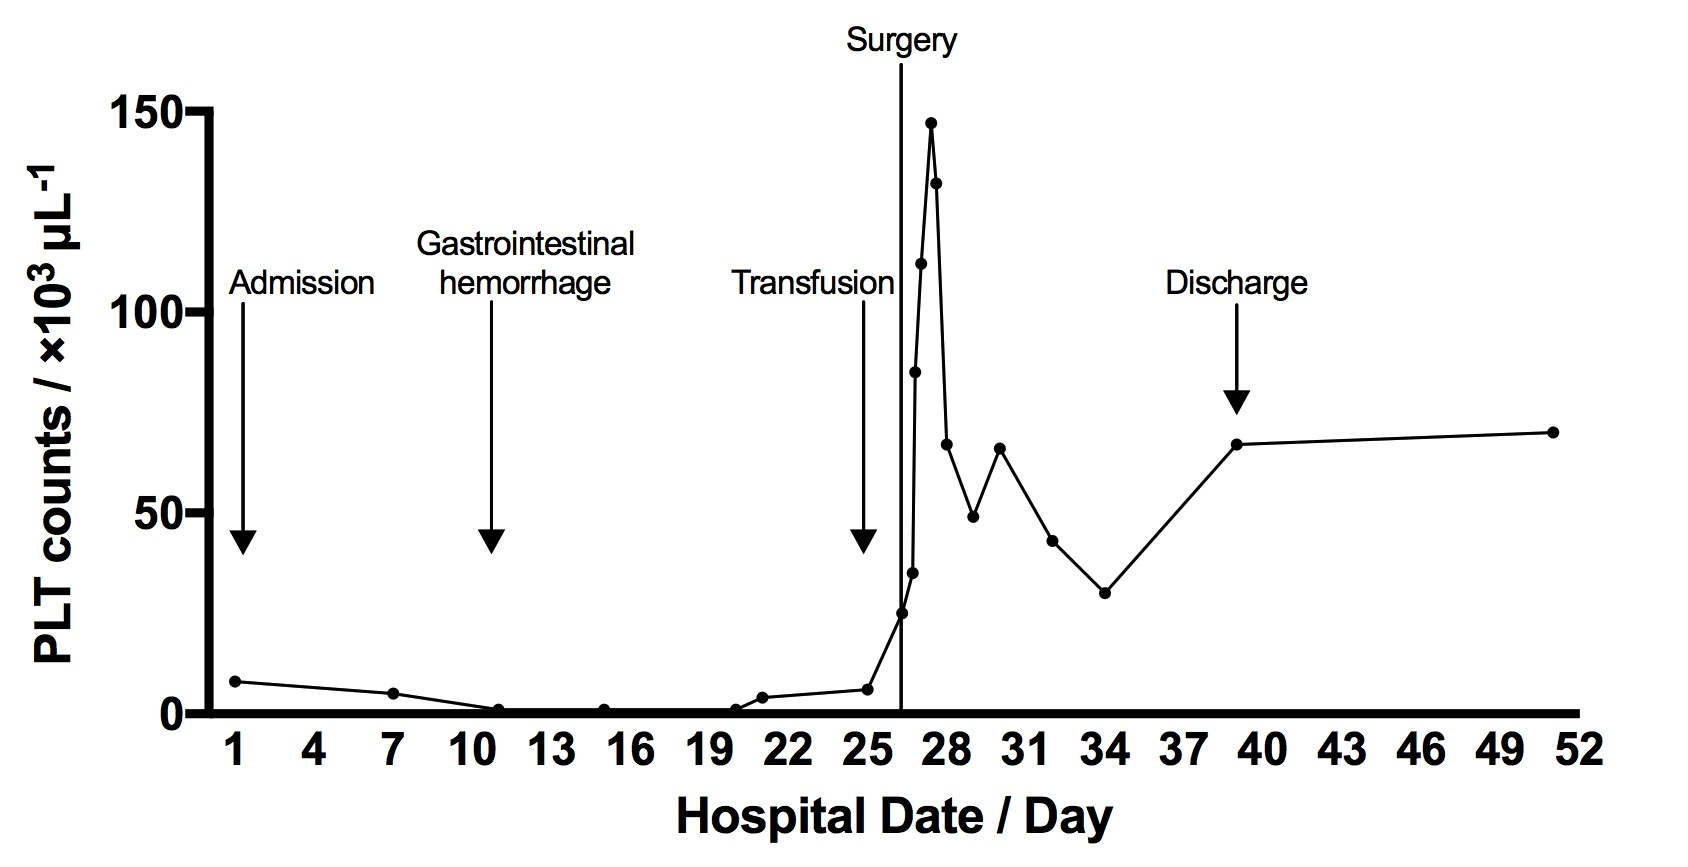 Surgery
150
Gastrointestinal
hemorrhage
Admission
Transfusion
Discharge
100
50
0
PLT counts / ×10³ µL⁻¹
1 4 7 10 13 16 19 22 25 28 31 34 37 40 43 46 49 52
Hospital Date / Day